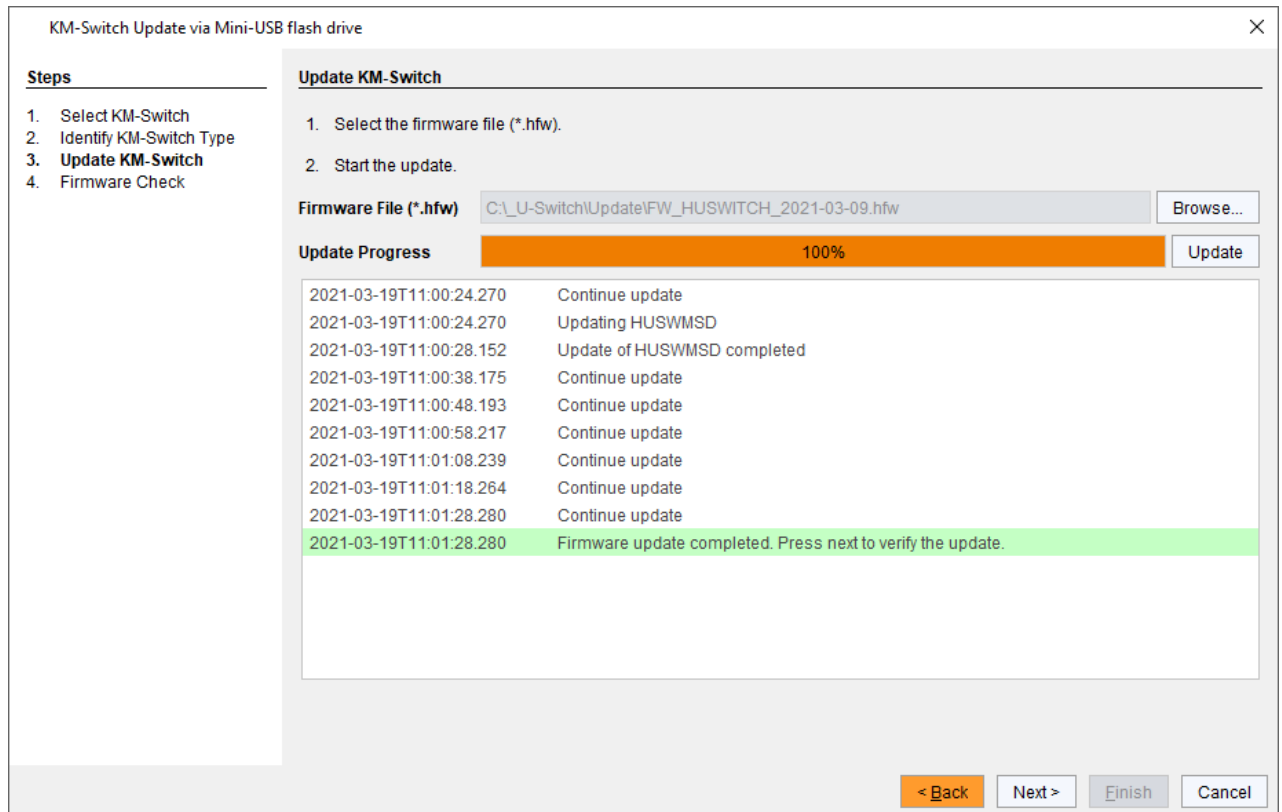 KM-Switch Update via Mini-USB flash drive
Steps
1. Select KM-Switch
2. Identify KM-Switch Type
3. Update KM-Switch
4. Firmware Check
Update KM-Switch
1. Select the firmware file (*.hfw).
2. Start the update.
Firmware File (*.hfw) C:\_U-Switch\Update\FW_HUSWITCH_2021-03-09.hfw Browse...
Update Progress 100% Update
2021-03-19T11:00:24.270 Continue update
2021-03-19T11:00:24.270 Updating HUSWMSD
2021-03-19T11:00:28.152 Update of HUSWMSD completed
2021-03-19T11:00:38.175 Continue update
2021-03-19T11:00:48.193 Continue update
2021-03-19T11:00:58.217 Continue update
2021-03-19T11:01:08.239 Continue update
2021-03-19T11:01:18.264 Continue update
2021-03-19T11:01:28.280 Continue update
2021-03-19T11:01:28.280 Firmware update completed. Press next to verify the update.
< Back Next > Finish Cancel